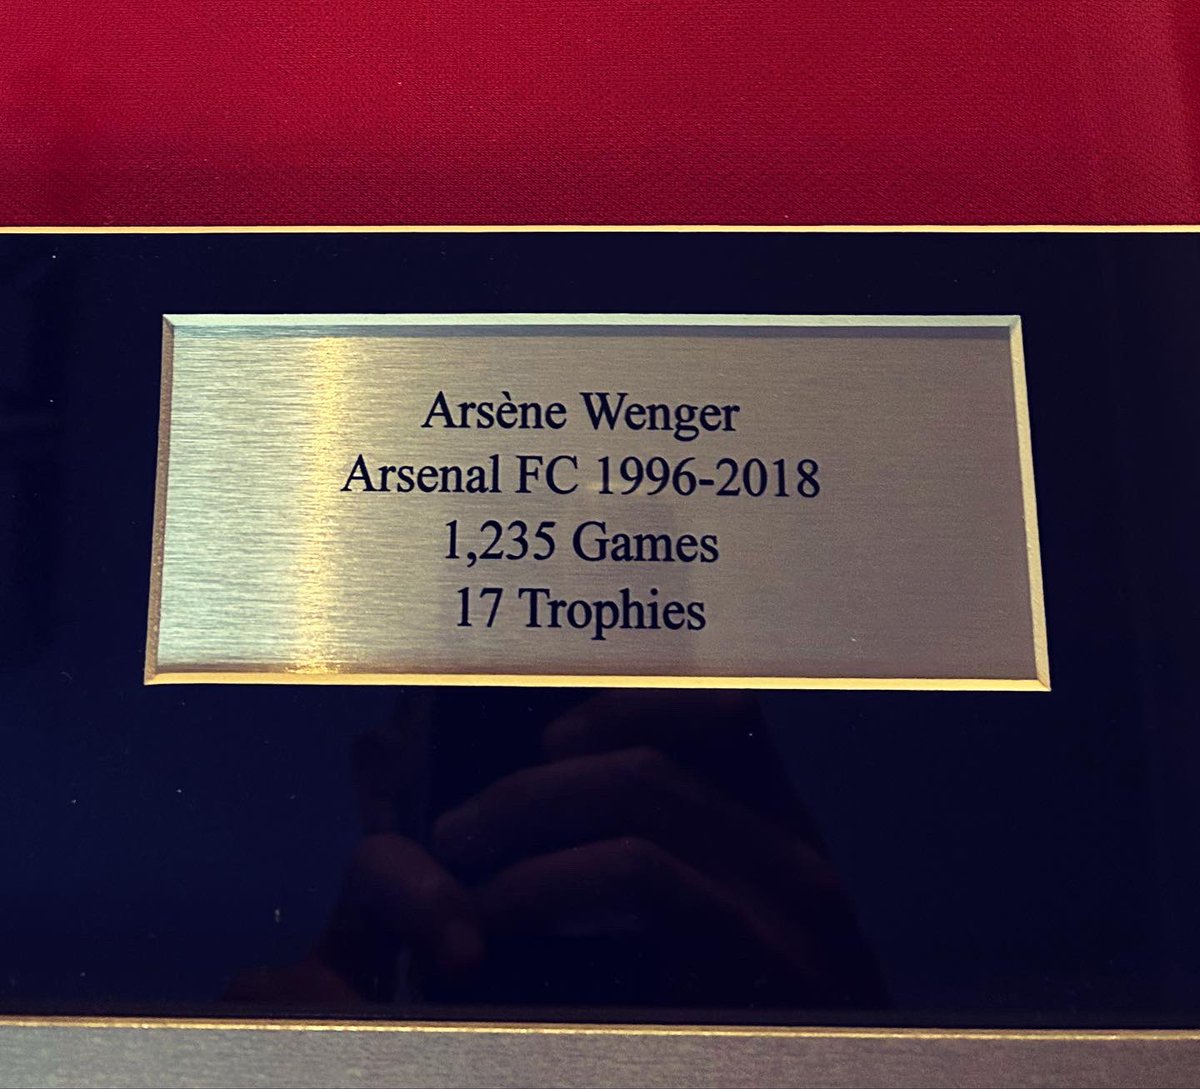 Arsène Wenger
Arsenal FC 1996-2018
1,235 Games
17 Trophies